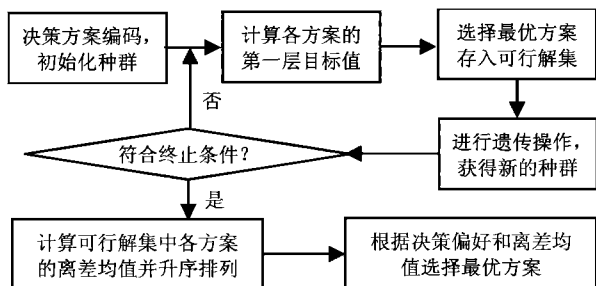 决策方案编码，
初始化种群
计算各方案的
第一层目标值
选择最优方案
存入可行解集
否
符合终止条件？
进行遗传操作，
获得新的种群
是
计算可行解集中各方案
的离差均值并升序排列
根据决策偏好和离差均
值选择最优方案